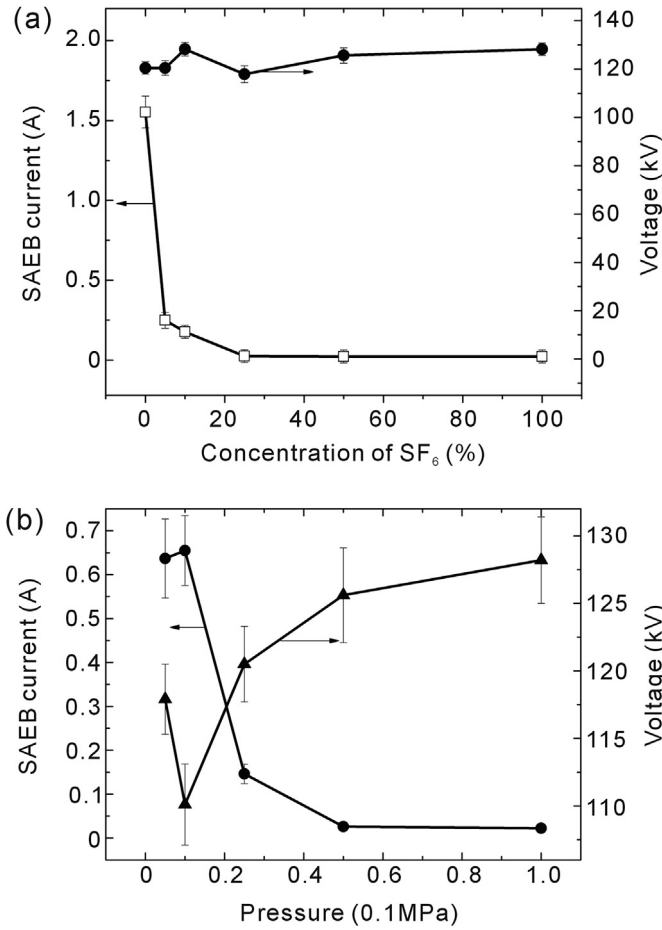 (a)
2.0
1.5
1.0
0.5
0
SAEB current (A)
140
120
100
80
60
40
20
0
Voltage (kV)
0 20 40 60 80 100
Concentration of SF₆ (%)
(b)
0.7
0.6
0.5
0.4
0.3
0.2
0.1
0
SAEB current (A)
130
125
120
115
110
Voltage (kV)
0 0.2 0.4 0.6 0.8 1.0
Pressure (0.1MPa)